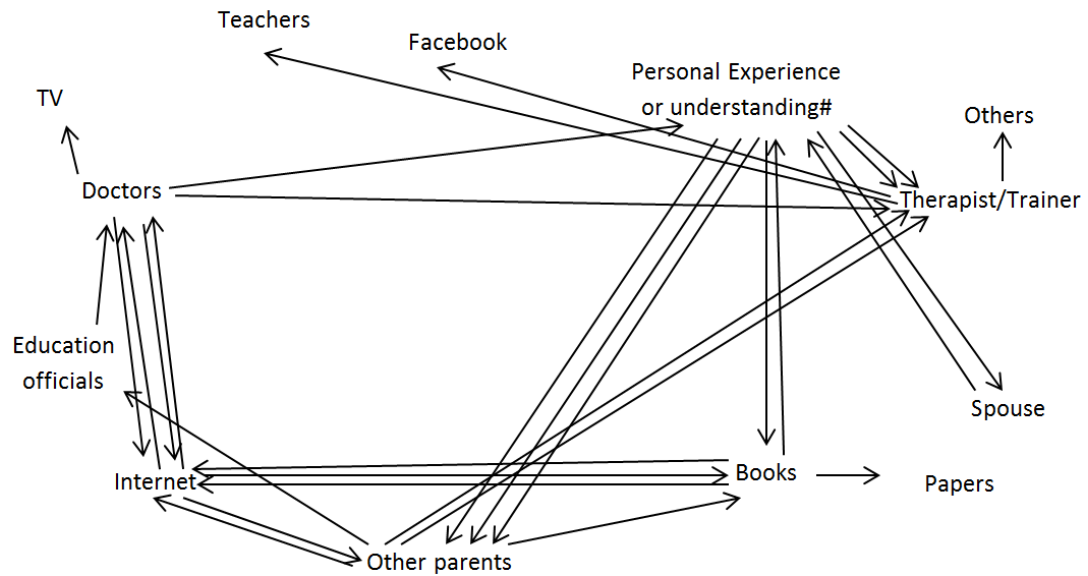 Teachers
Facebook
Personal Experience
or understanding#
TV
Others
Doctors
Therapist/Trainer
Education
officials
Spouse
Internet
Books
Papers
Other parents